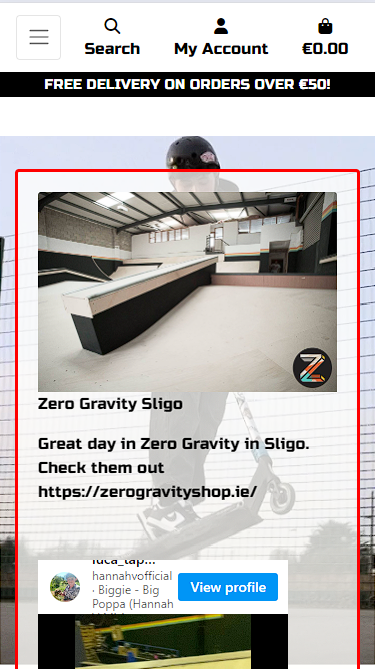 Search
My Account
€0.00
FREE DELIVERY ON ORDERS OVER €50!
Z
Zero Gravity Sligo
Great day in Zero Gravity in Sligo.
Check them out
https://zerogravityshop.ie/
luca_tap...
hannahvofficial
· Biggie - Big
Poppa (Hannah
View profile